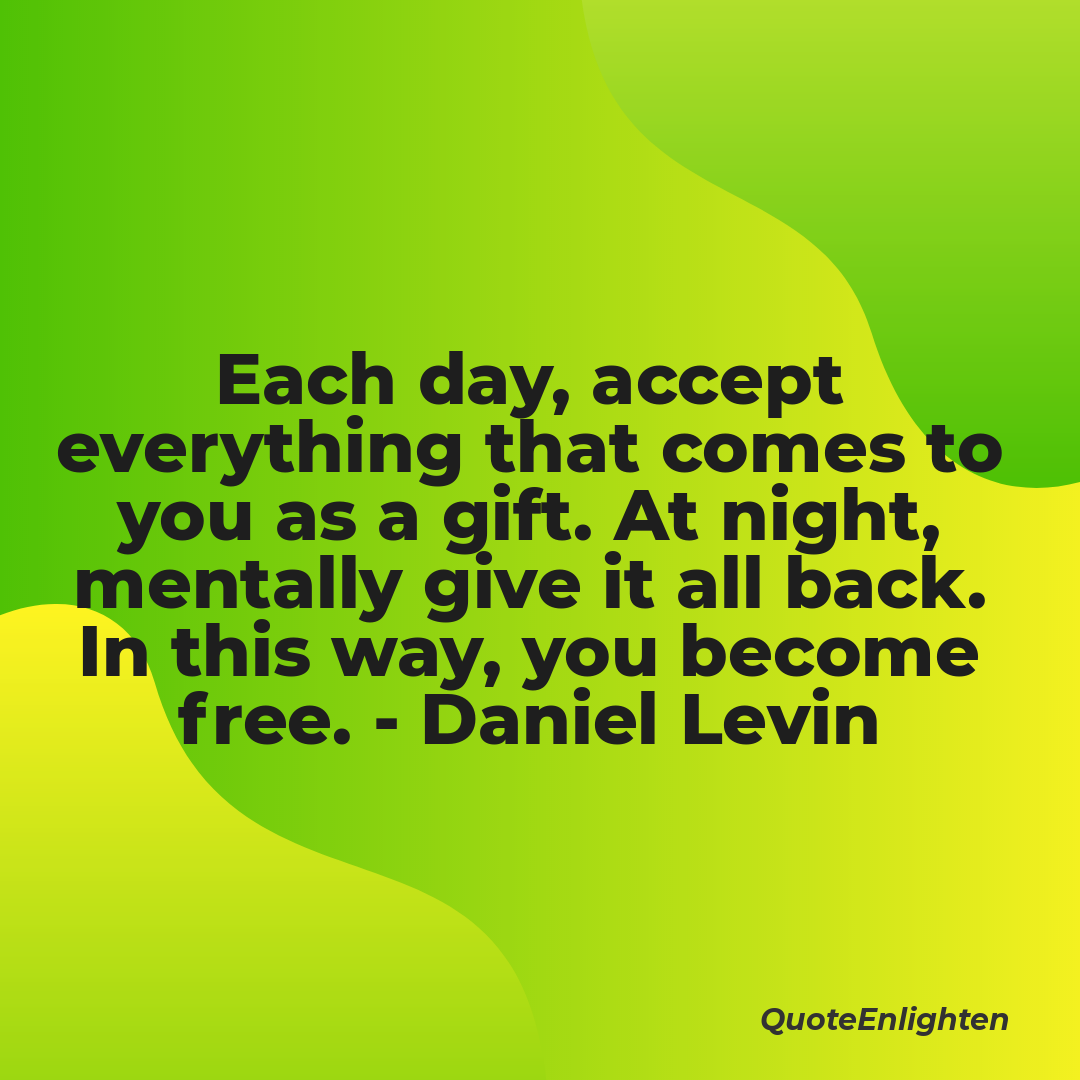 Each day, accept
everything that comes to
you as a gift. At night,
mentally give it all back.
In this way, you become
free. - Daniel Levin
QuoteEnlighten